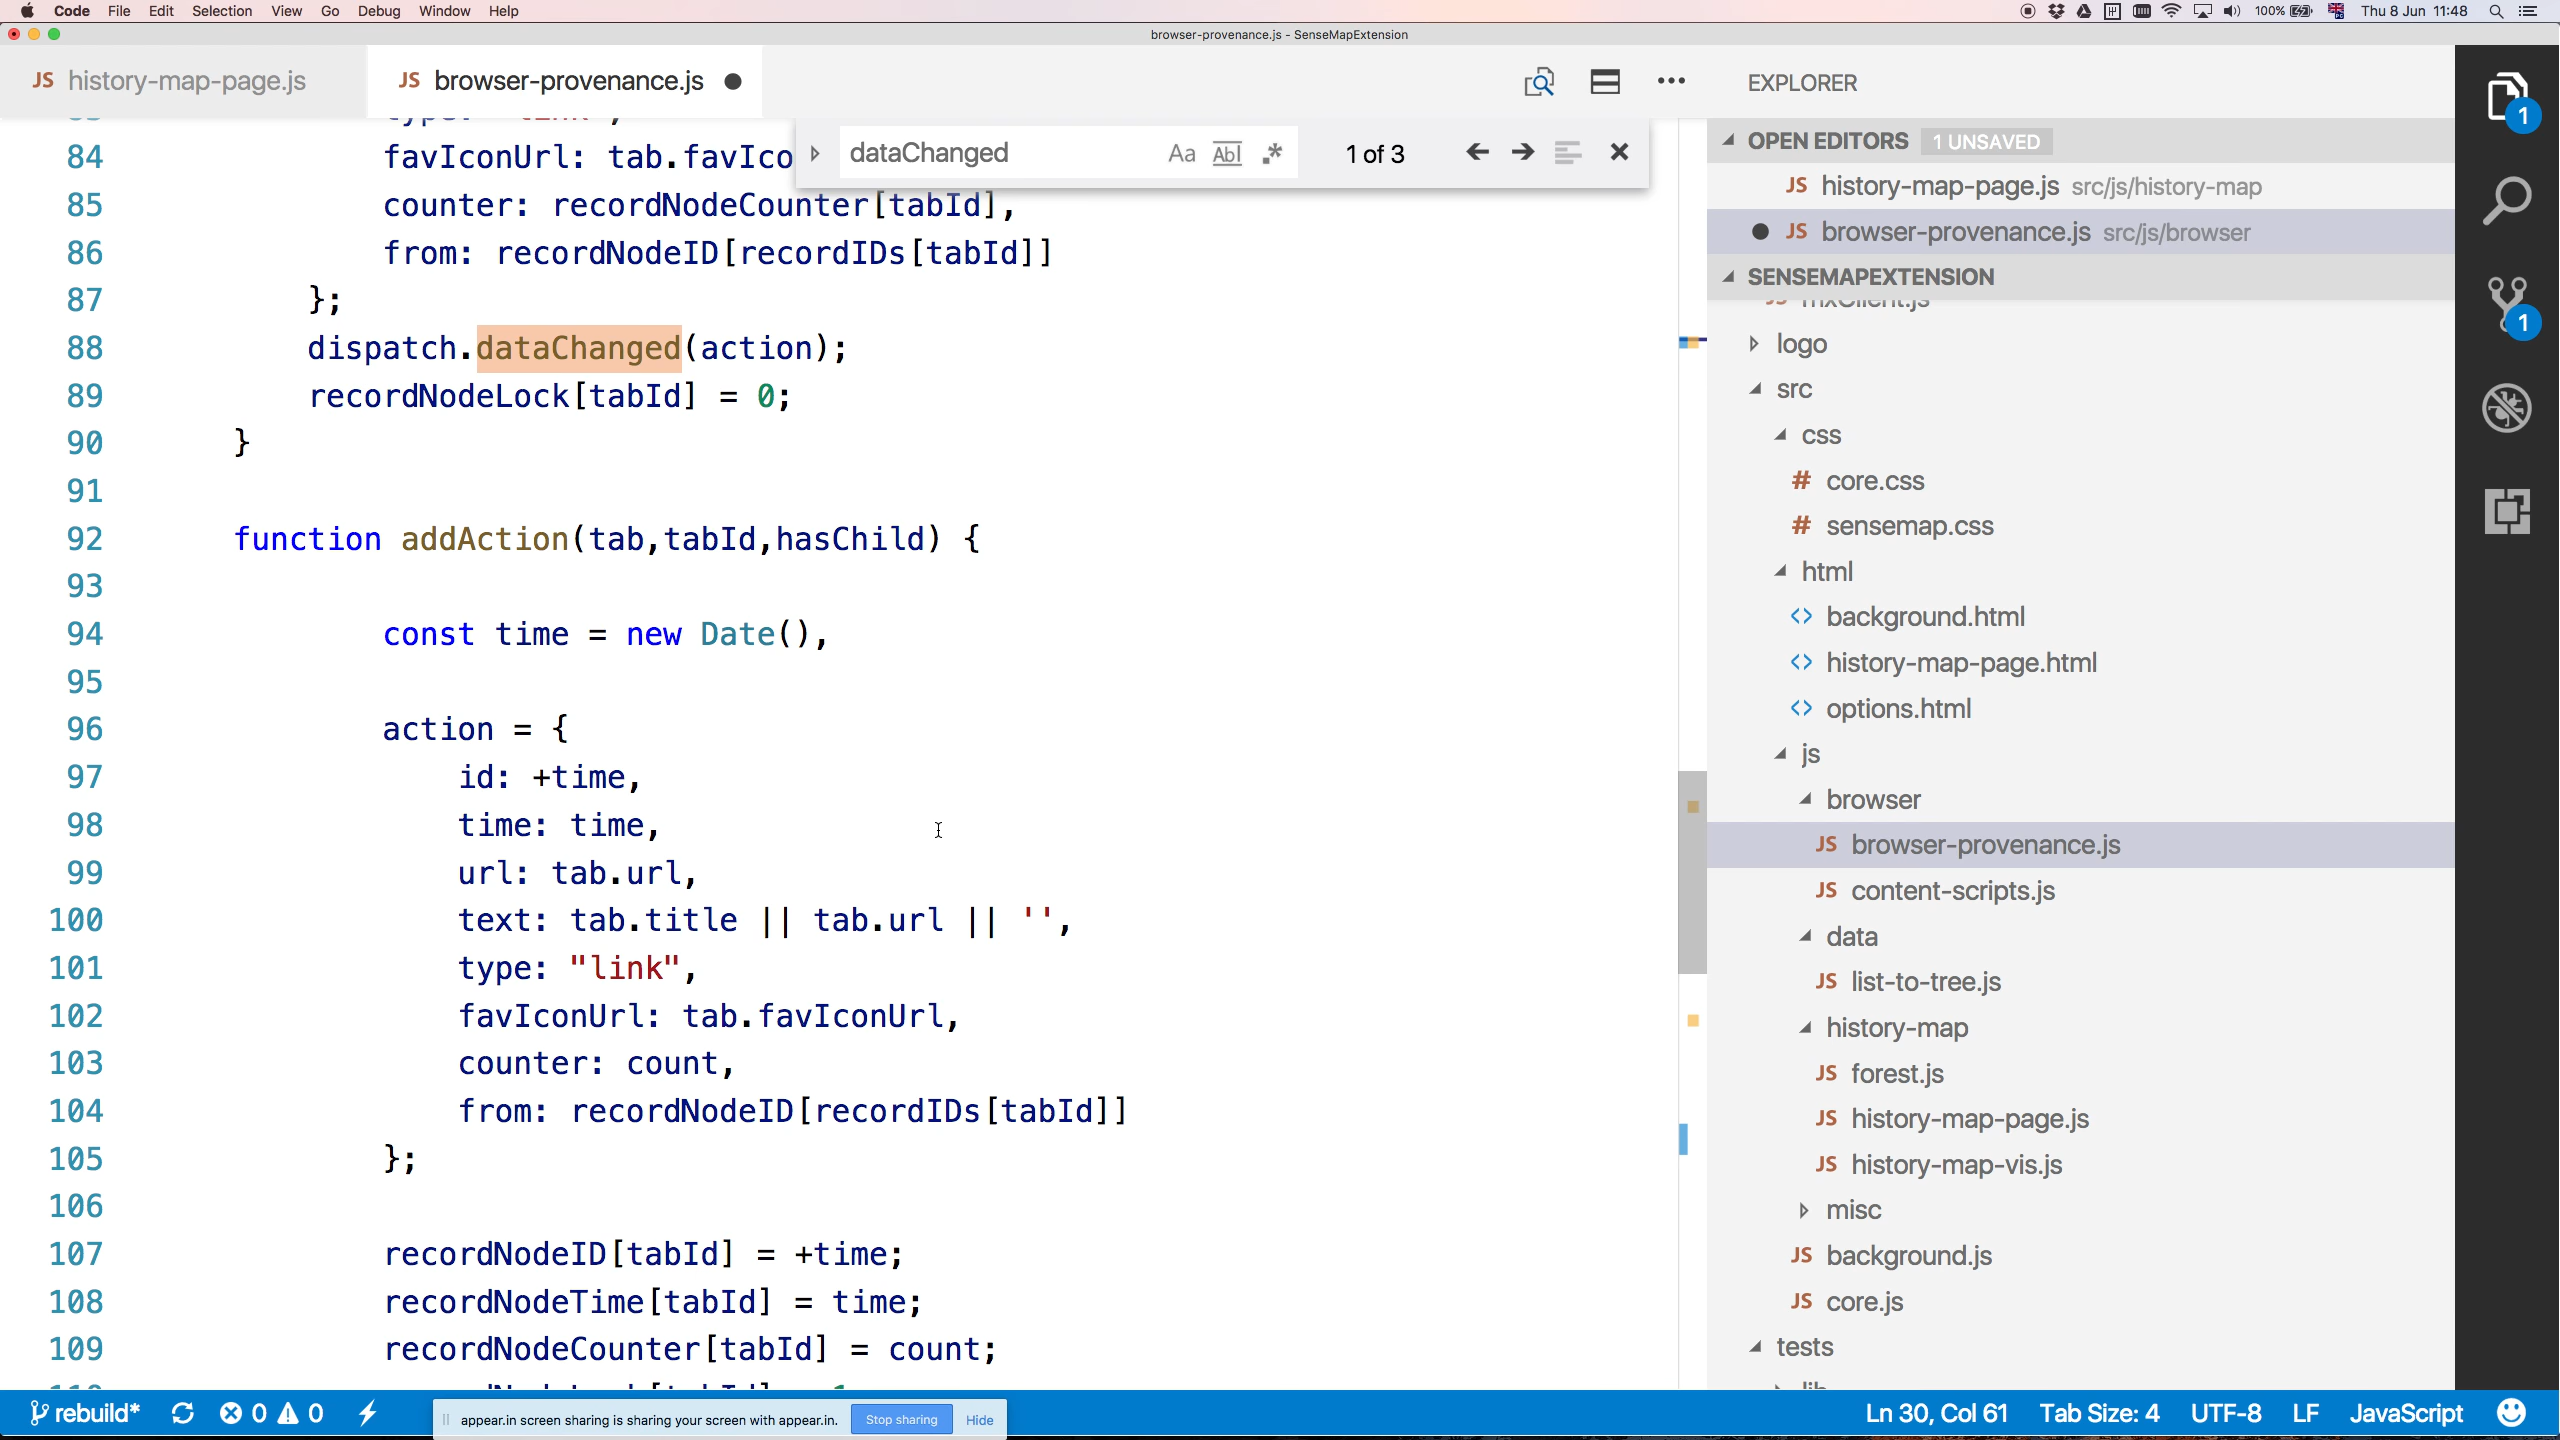 Code File Edit Selection View Go Debug Window Help
100% Thu 8 Jun 11:48
browser-provenance.js - SenseMapExtension
JS history-map-page.js
JS browser-provenance.js
EXPLORER
dataChanged Aa Abl .* 1 of 3
84 favIconUrl: tab.favIco
85 counter: recordNodeCounter[tabId],
86 from: recordNodeID[recordIDs[tabId]]
87 };
88 dispatch.dataChanged(action);
89 recordNodeLock[tabId] = 0;
90 }
91
92 function addAction(tab,tabId,hasChild) {
93
94 const time = new Date(),
95
96 action = {
97 id: +time,
98 time: time,
99 url: tab.url,
100 text: tab.title || tab.url || '',
101 type: "link",
102 favIconUrl: tab.favIconUrl,
103 counter: count,
104 from: recordNodeID[recordIDs[tabId]]
105 };
106
107 recordNodeID[tabId] = +time;
108 recordNodeTime[tabId] = time;
109 recordNodeCounter[tabId] = count;
OPEN EDITORS 1 UNSAVED
JS history-map-page.js src/js/history-map
JS browser-provenance.js src/js/browser
SENSEMAPEXTENSION
mxClient.js
logo
src
css
# core.css
# sensemap.css
html
<> background.html
<> history-map-page.html
<> options.html
js
browser
JS browser-provenance.js
JS content-scripts.js
data
JS list-to-tree.js
history-map
JS forest.js
JS history-map-page.js
JS history-map-vis.js
misc
JS background.js
JS core.js
tests
1
1
rebuild* 0 0
appear.in screen sharing is sharing your screen with appear.in. Stop sharing Hide
Ln 30, Col 61 Tab Size: 4 UTF-8 LF JavaScript